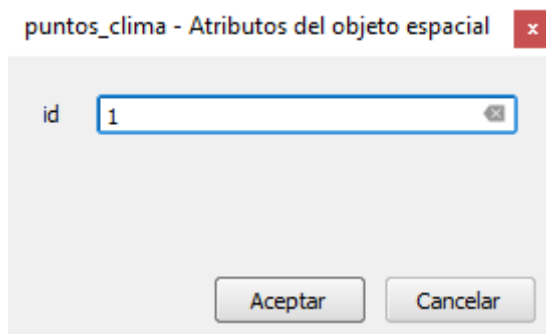 puntos_clima - Atributos del objeto espacial x
id 1
Aceptar Cancelar